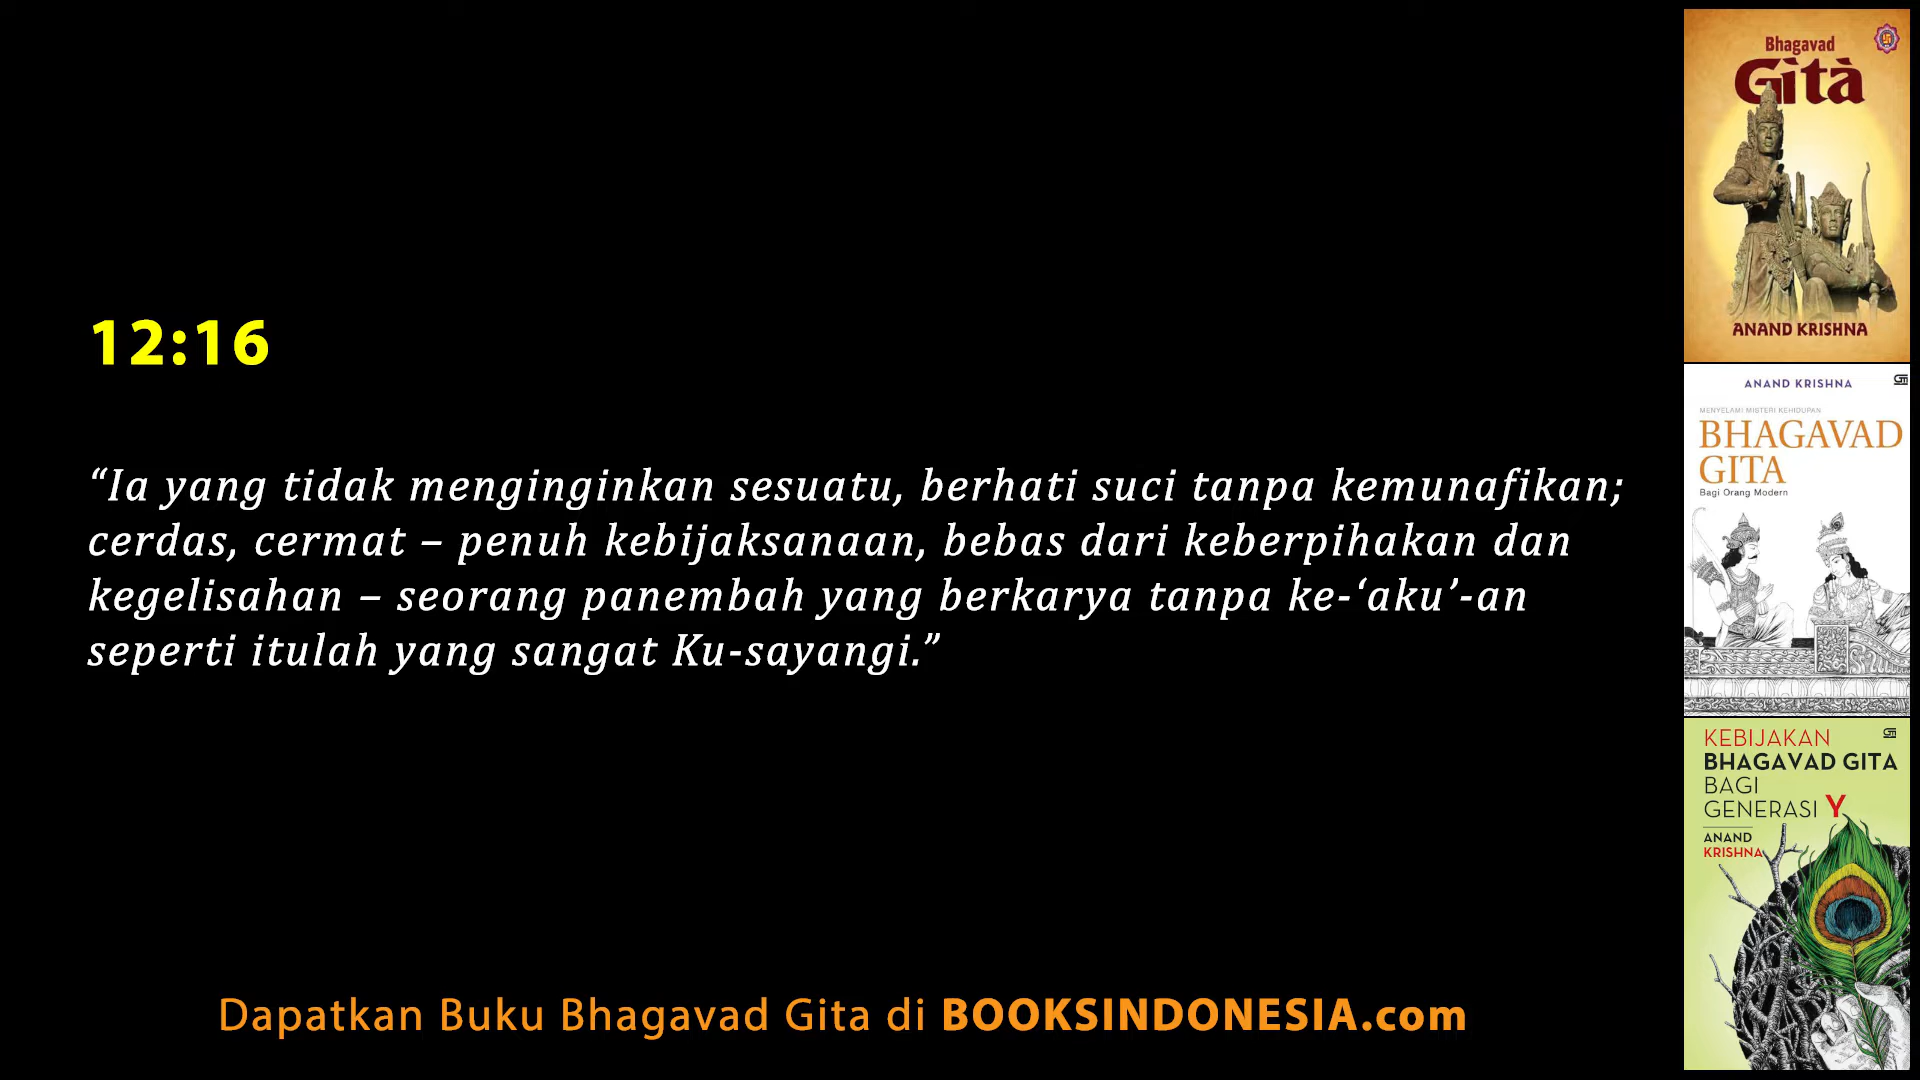 12:16
“Ia yang tidak menginginkan sesuatu, berhati suci tanpa kemunafikan;
cerdas, cermat – penuh kebijaksanaan, bebas dari keberpihakan dan
kegelisahan – seorang panembah yang berkarya tanpa ke-‘aku’-an
seperti itulah yang sangat Ku-sayangi.”
Dapatkan Buku Bhagavad Gita di BOOKSINDONESIA.com
Bhagavad
Gità
ANAND KRISHNA
ANAND KRISHNA
MENYELAMI MISTERI KEHIDUPAN
BHAGAVAD
GITA
Bagi Orang Modern
KEBIJAKAN
BHAGAVAD GITA
BAGI
GENERASI Y
ANAND
KRISHNA